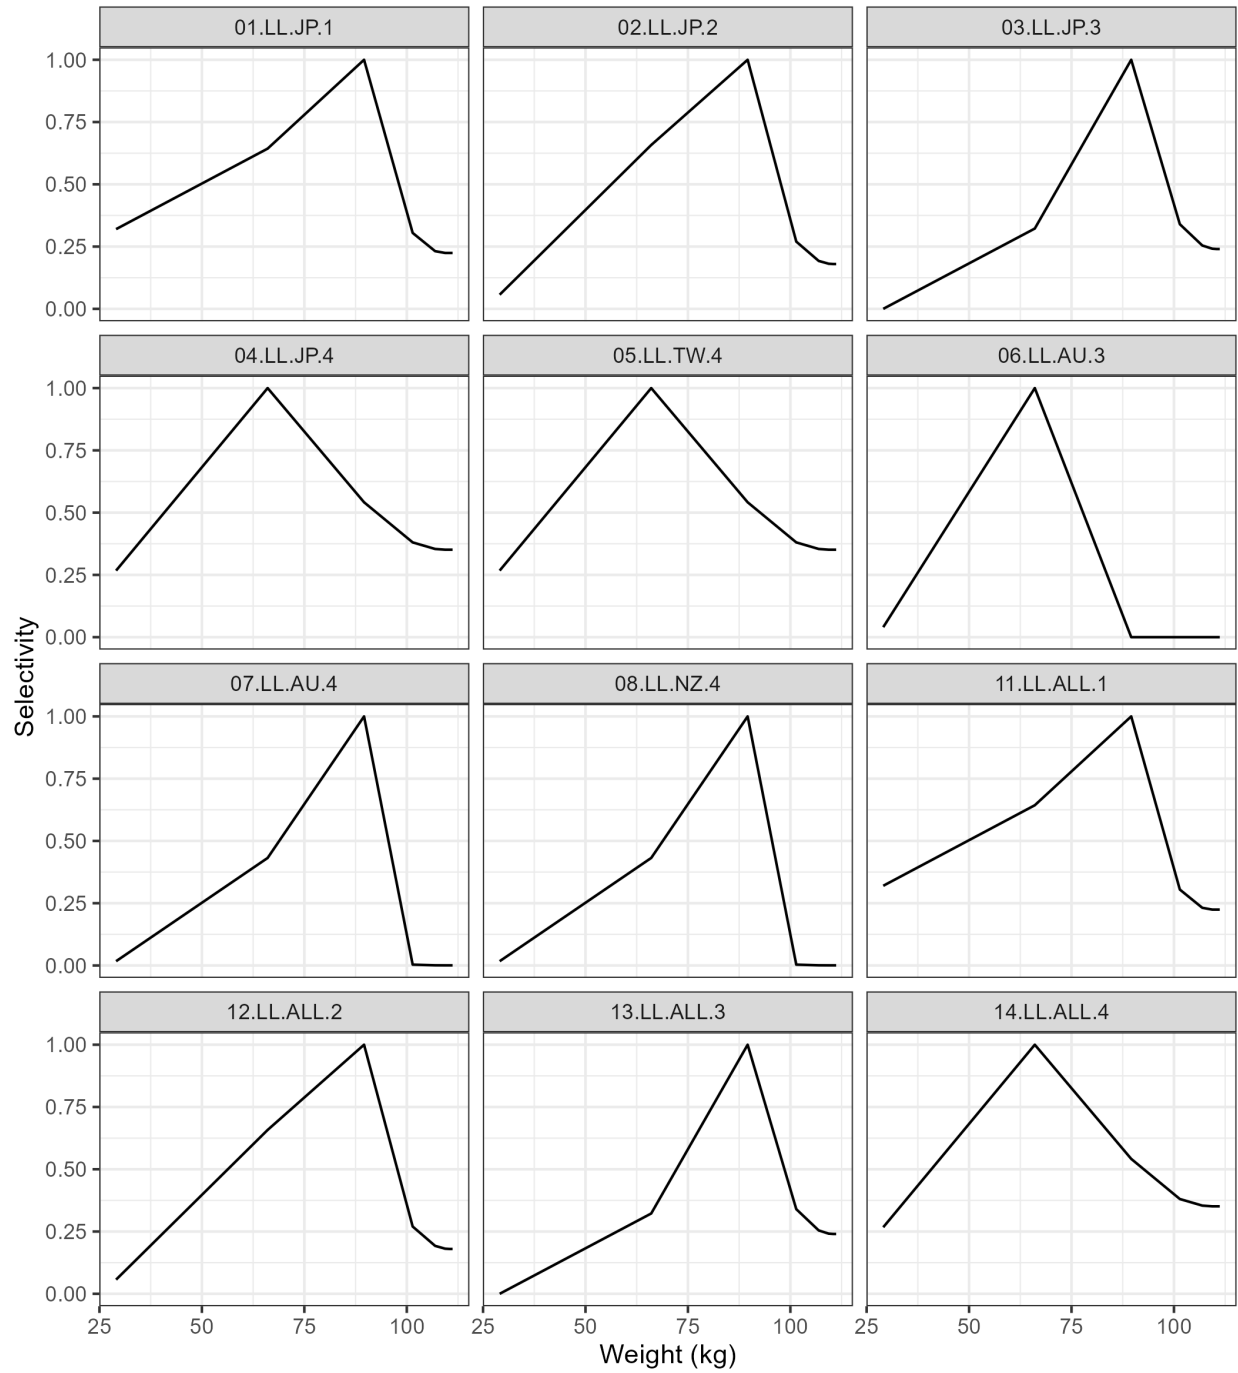 01.LL.JP.1 02.LL.JP.2 03.LL.JP.3
1.00
0.75
0.50
0.25
0.00
04.LL.JP.4 05.LL.TW.4 06.LL.AU.3
1.00
0.75
0.50
0.25
0.00
Selectivity
07.LL.AU.4 08.LL.NZ.4 11.LL.ALL.1
1.00
0.75
0.50
0.25
0.00
12.LL.ALL.2 13.LL.ALL.3 14.LL.ALL.4
1.00
0.75
0.50
0.25
0.00
25 50 75 100 25 50 75 100 25 50 75 100
Weight (kg)